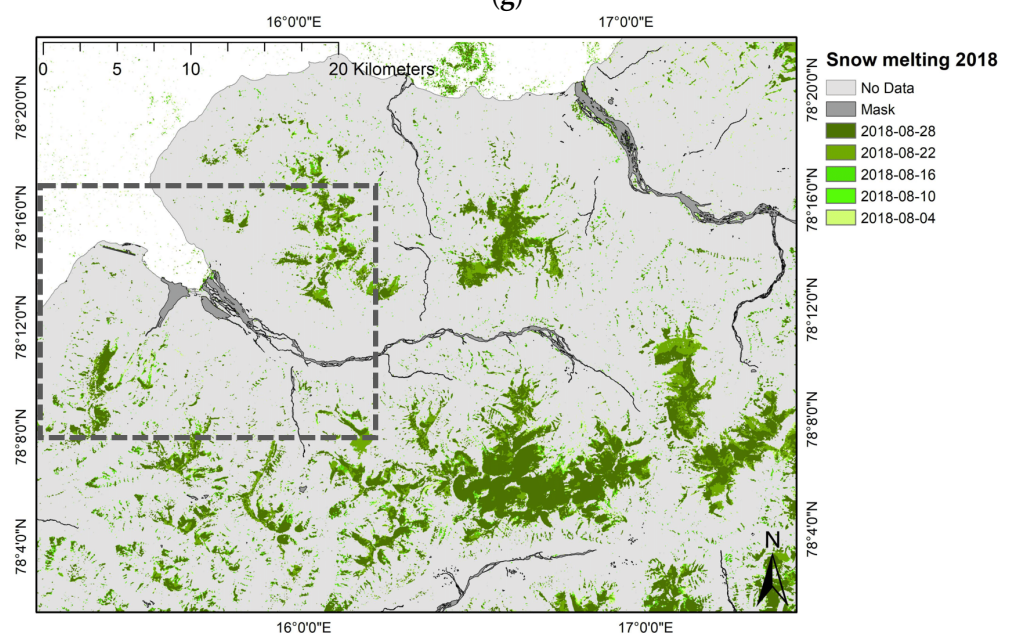 (g)
16°0'0"E 17°0'0"E
0 5 10 20 Kilometers
Snow melting 2018
No Data
Mask
2018-08-28
2018-08-22
2018-08-16
2018-08-10
2018-08-04
78°20'0"N 78°20'0"N
78°16'0"N 78°16'0"N
78°12'0"N 78°12'0"N
78°8'0"N 78°8'0"N
78°4'0"N 78°4'0"N
N
16°0'0"E 17°0'0"E